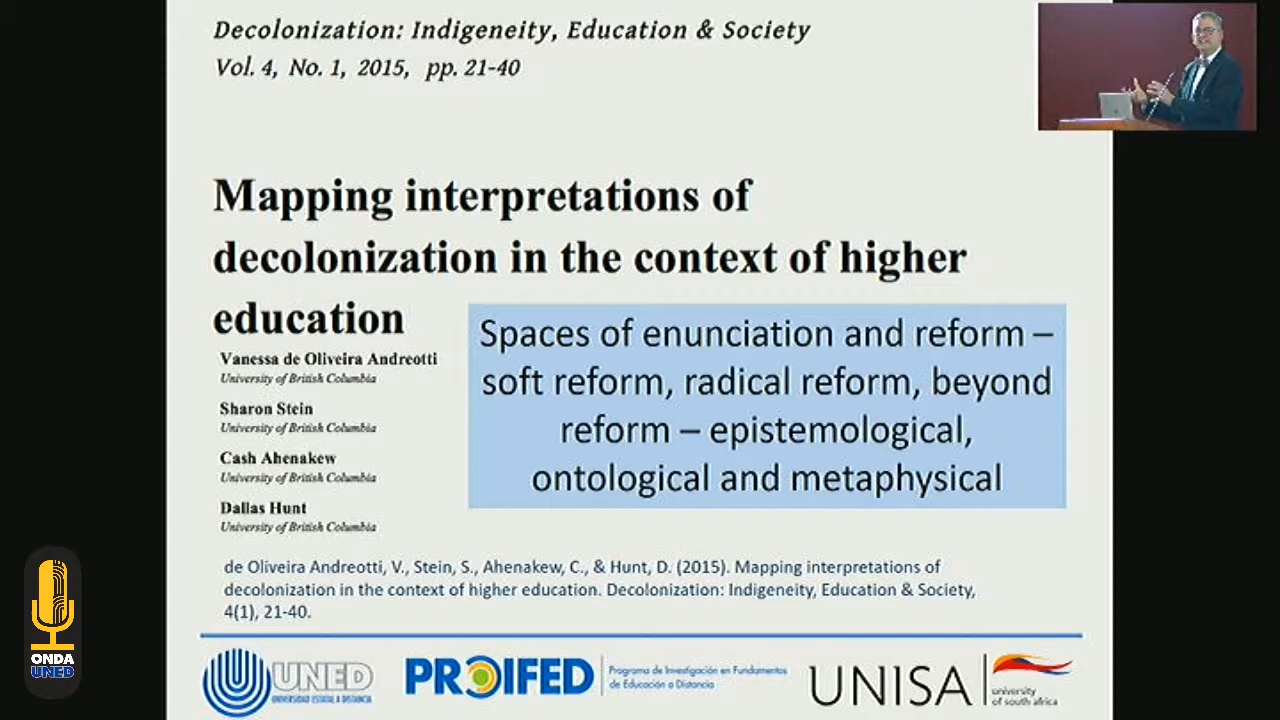 Decolonization: Indigeneity, Education & Society
Vol. 4, No. 1, 2015, pp. 21-40
Mapping interpretations of
decolonization in the context of higher
education
Vanessa de Oliveira Andreotti
University of British Columbia
Sharon Stein
University of British Columbia
Cash Ahenakew
University of British Columbia
Dallas Hunt
University of British Columbia
Spaces of enunciation and reform –
soft reform, radical reform, beyond
reform – epistemological,
ontological and metaphysical
de Oliveira Andreotti, V., Stein, S., Ahenakew, C., & Hunt, D. (2015). Mapping interpretations of
decolonization in the context of higher education. Decolonization: Indigeneity, Education & Society,
4(1), 21-40.
ONDA
UNED
UNED
UNIVERSIDAD ESTATAL A DISTANCIA
PROIFED
Programa de Investigación en Fundamentos
de Educación a Distancia
UNISA
university
of south africa